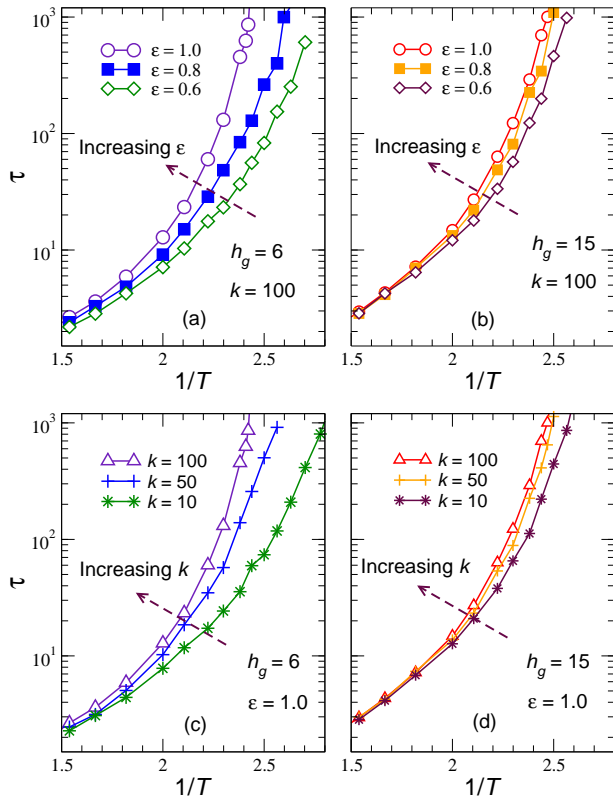 τ
10³
10²
10¹
ε = 1.0
ε = 0.8
ε = 0.6
Increasing ε
h_g = 6
k = 100
(a)
1.5 2 2.5
1/T
ε = 1.0
ε = 0.8
ε = 0.6
Increasing ε
h_g = 15
k = 100
(b)
1.5 2 2.5
1/T
τ
10³
10²
10¹
k = 100
k = 50
k = 10
Increasing k
h_g = 6
ε = 1.0
(c)
1.5 2 2.5
1/T
k = 100
k = 50
k = 10
Increasing k
h_g = 15
ε = 1.0
(d)
1.5 2 2.5
1/T